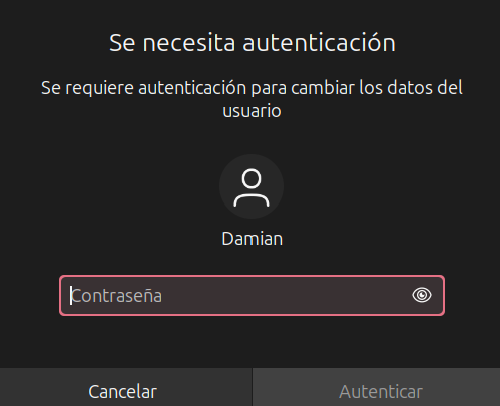 Se necesita autenticación
Se requiere autenticación para cambiar los datos del
usuario
Damian
Contraseña
Cancelar
Autenticar